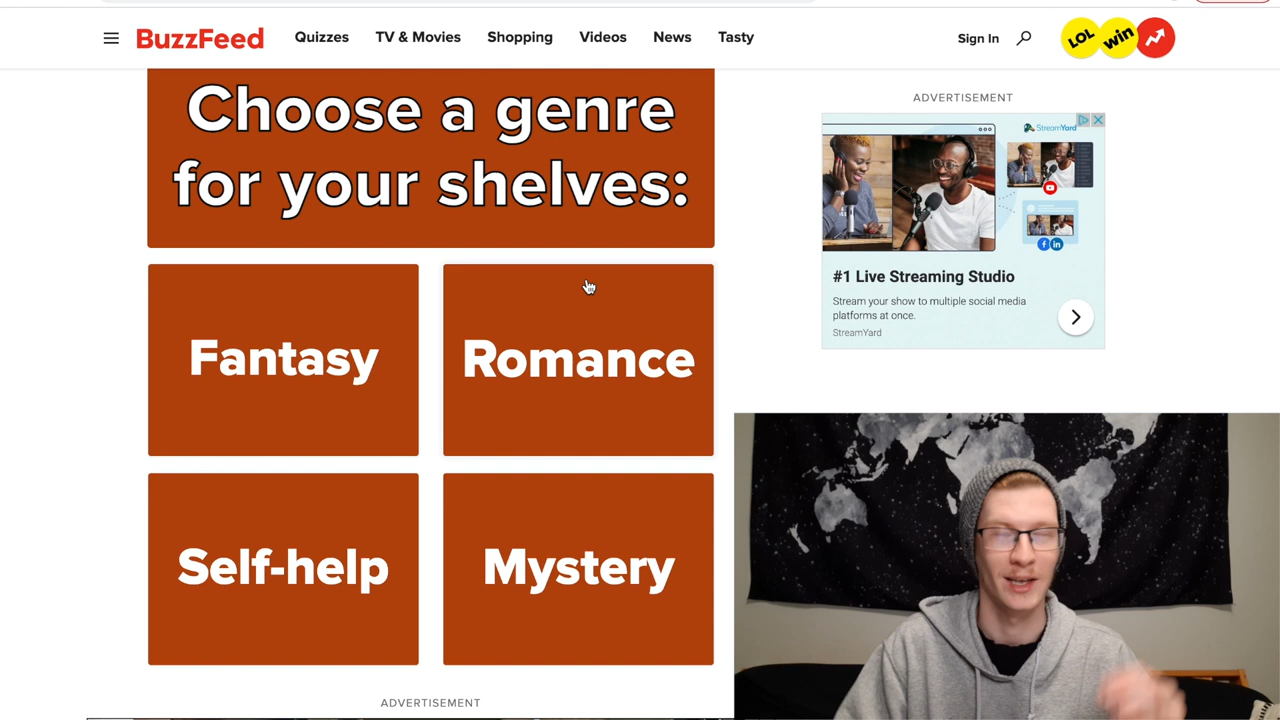 BuzzFeed
Quizzes
TV & Movies
Shopping
Videos
News
Tasty
Sign In
LOL
win
Choose a genre
for your shelves:
Fantasy
Romance
Self-help
Mystery
ADVERTISEMENT
StreamYard
#1 Live Streaming Studio
Stream your show to multiple social media
platforms at once.
StreamYard
ADVERTISEMENT